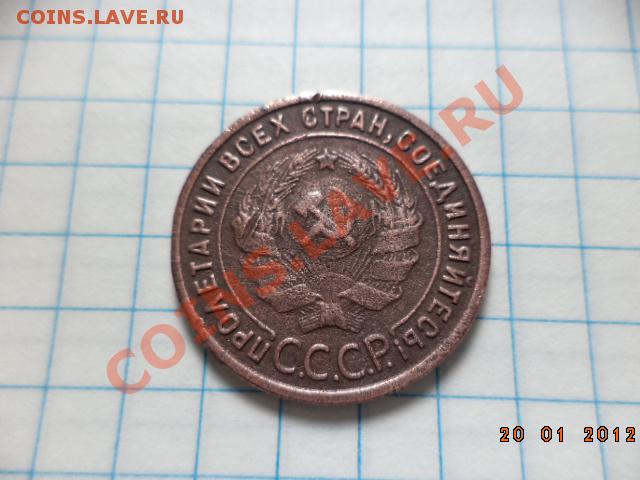 COINS.LAVE.RU
COINS.LAVE.RU
ПРОЛЕТАРИИ ВСЕХ СТРАН, СОЕДИНЯЙТЕСЬ!
С.С.С.Р.
20 01 2012